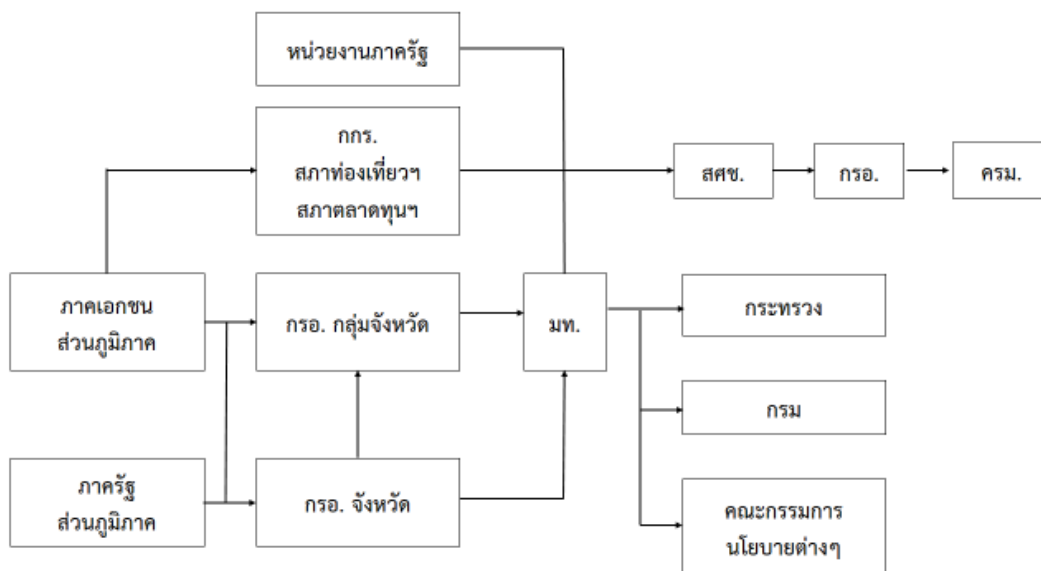 หน่วยงานภาครัฐ
กกร.
สภาท่องเที่ยวฯ
สภาตลาดทุนฯ
สศช.
กรอ.
ครม.
ภาคเอกชน
ส่วนภูมิภาค
กรอ. กลุ่มจังหวัด
มท.
กระทรวง
กรม
ภาครัฐ
ส่วนภูมิภาค
กรอ. จังหวัด
คณะกรรมการ
นโยบายต่างๆ